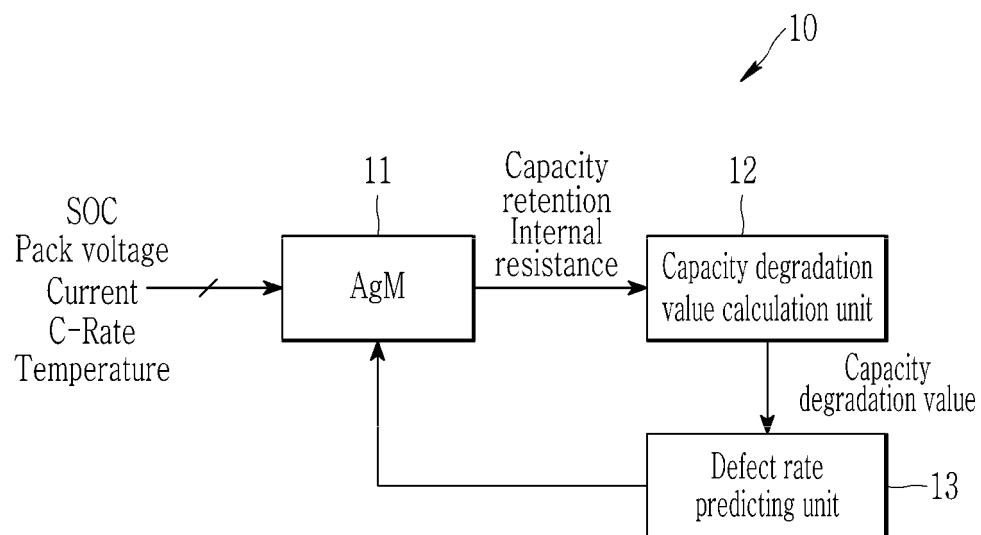 10
11
Capacity
retention
Internal
resistance
12
SOC
Pack voltage
Current
C-Rate
Temperature
AgM
Capacity degradation
value calculation unit
Capacity
degradation value
Defect rate
predicting unit
13